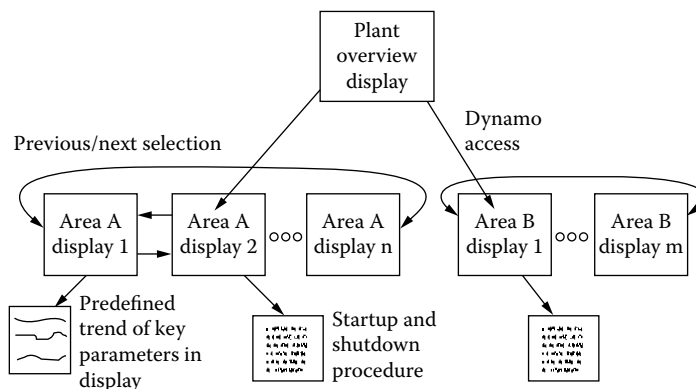 Plant
overview
display
Dynamo
access
Previous/next selection
Area A
display 1
Area A
display 2
Area A
display n
Area B
display 1
Area B
display m
Predefined
trend of key
parameters in
display
Startup and
shutdown
procedure